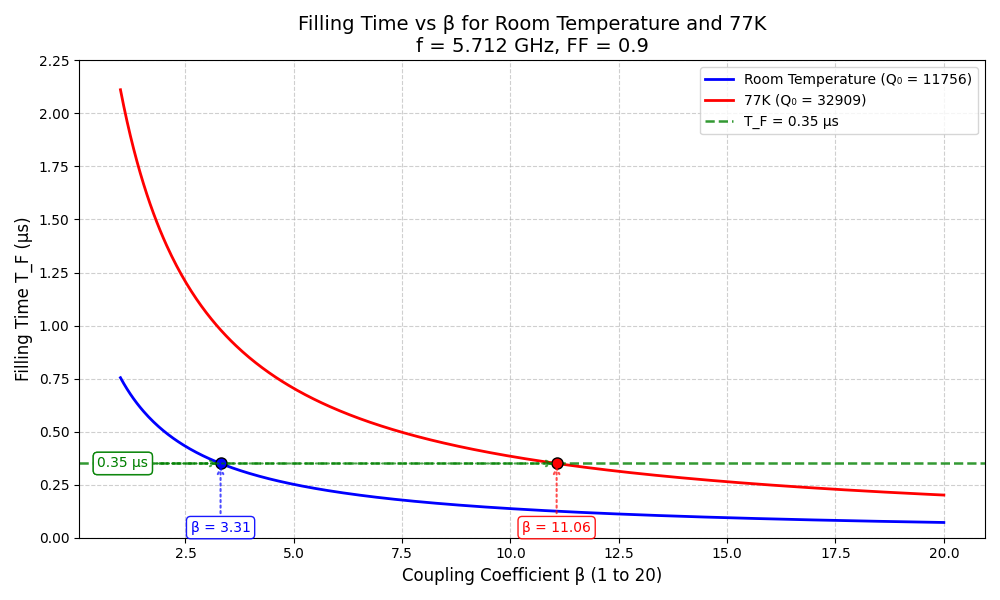 Filling Time vs β for Room Temperature and 77K
f = 5.712 GHz, FF = 0.9
Filling Time T_F (μs)
2.25
2.00
1.75
1.50
1.25
1.00
0.75
0.50
0.25
0.00
Room Temperature (Q₀ = 11756)
77K (Q₀ = 32909)
T_F = 0.35 μs
0.35 μs
β = 3.31
β = 11.06
2.5
5.0
7.5
10.0
12.5
15.0
17.5
20.0
Coupling Coefficient β (1 to 20)